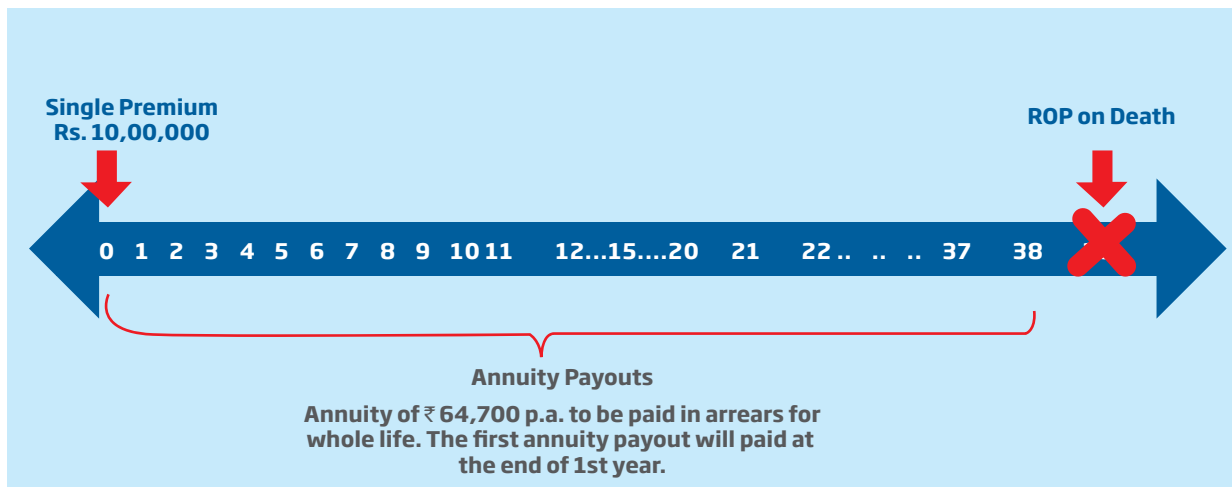 Single Premium
Rs. 10,00,000
ROP on Death
0 1 2 3 4 5 6 7 8 9 10 11 12...15....20 21 22 .. .. .. 37 38
Annuity Payouts
Annuity of ₹ 64,700 p.a. to be paid in arrears for
whole life. The first annuity payout will paid at
the end of 1st year.